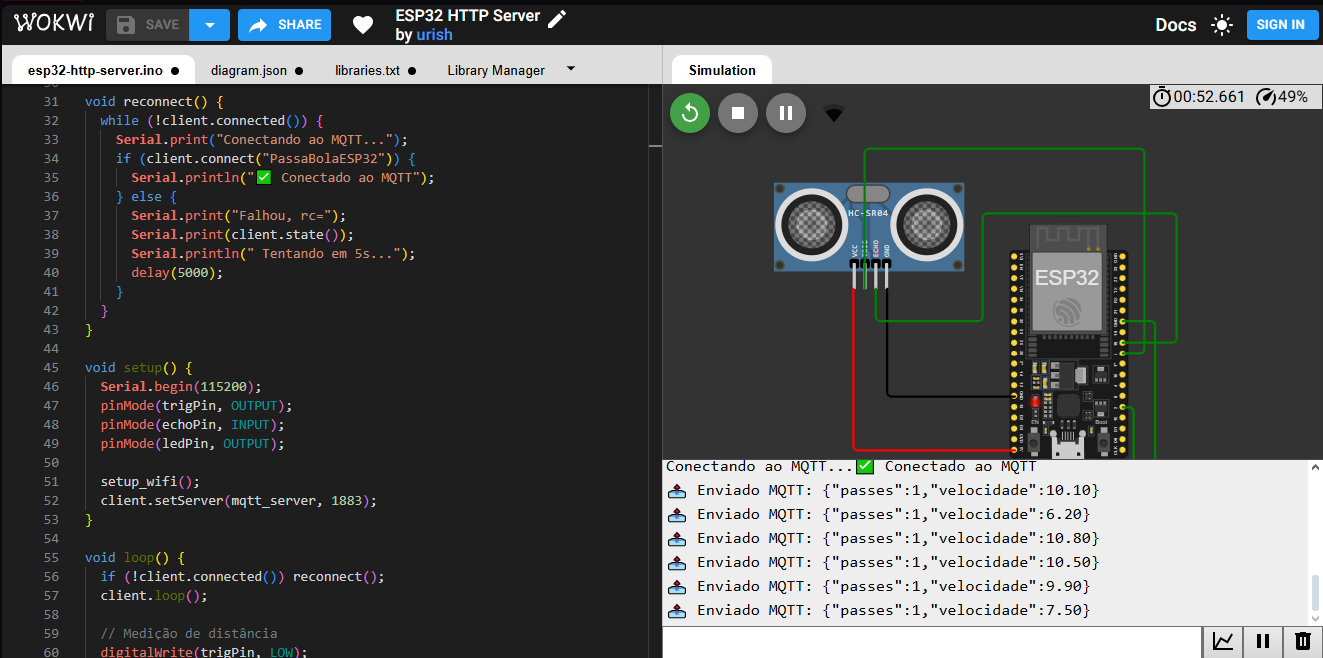 WOKWI
SAVE
SHARE
ESP32 HTTP Server
by urish
Docs
SIGN IN
esp32-http-server.ino
diagram.json
libraries.txt
Library Manager
Simulation
31 void reconnect() {
32 while (!client.connected()) {
33 Serial.print("Conectando ao MQTT...");
34 if (client.connect("PassaBolaESP32")) {
35 Serial.println("✅ Conectado ao MQTT");
36 } else {
37 Serial.print("Falhou, rc=");
38 Serial.print(client.state());
39 Serial.println(" Tentando em 5s...");
40 delay(5000);
41 }
42 }
43 }
44
45 void setup() {
46 Serial.begin(115200);
47 pinMode(trigPin, OUTPUT);
48 pinMode(echoPin, INPUT);
49 pinMode(ledPin, OUTPUT);
50
51 setup_wifi();
52 client.setServer(mqtt_server, 1883);
53 }
54
55 void loop() {
56 if (!client.connected()) reconnect();
57 client.loop();
58
59 // Medição de distância
60 digitalWrite(trigPin, LOW);
00:52.661
49%
HC-SR04
VCC
ECHO
GND
ESP32
EN
Boot
Conectando ao MQTT...✅ Conectado ao MQTT
📤 Enviado MQTT: {"passes":1,"velocidade":10.10}
📤 Enviado MQTT: {"passes":1,"velocidade":6.20}
📤 Enviado MQTT: {"passes":1,"velocidade":10.80}
📤 Enviado MQTT: {"passes":1,"velocidade":10.50}
📤 Enviado MQTT: {"passes":1,"velocidade":9.90}
📤 Enviado MQTT: {"passes":1,"velocidade":7.50}